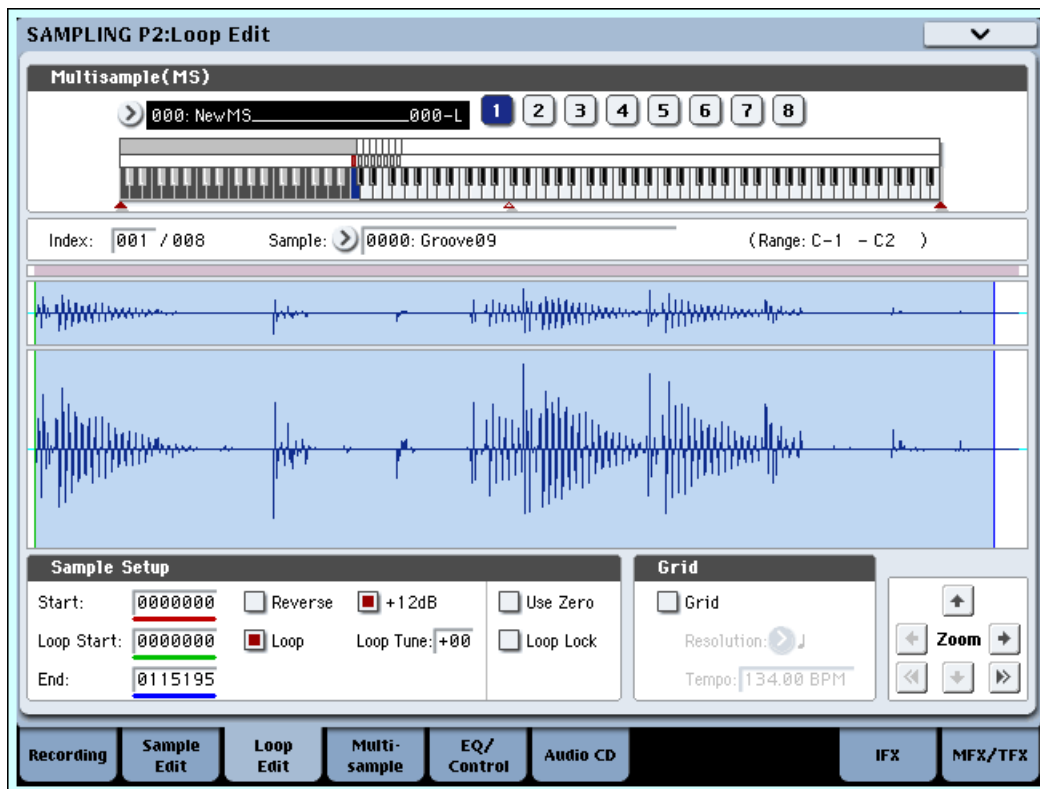 SAMPLING P2:Loop Edit
Multisample(MS)
000: NewMS_______________000-L 1 2 3 4 5 6 7 8
Index: 001 /008 Sample: 0000: Groove09 (Range: C-1 - C2 )
Sample Setup Grid
Start: 0000000 Reverse +12dB Use Zero Grid
Loop Start: 0000000 Loop Loop Tune: +00 Loop Lock Resolution: ♩ Zoom
End: 0115195 Tempo: 134.00 BPM
Recording Sample Edit Loop Edit Multi-sample EQ/Control Audio CD IFX MFX/TFX